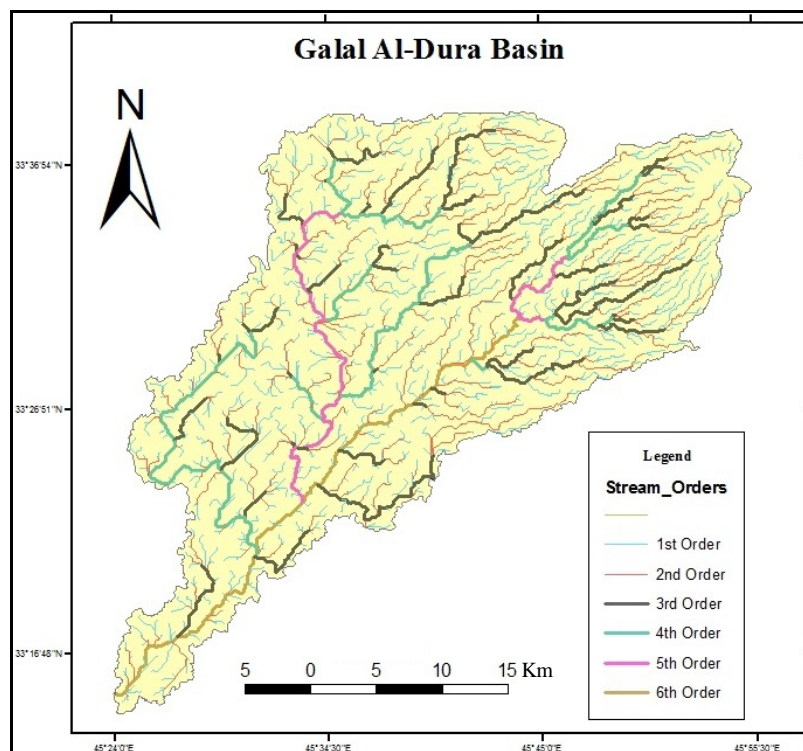 Galal Al-Dura Basin
N
33°36'54"N
33°26'51"N
33°16'48"N
Legend
Stream_Orders
1st Order
2nd Order
3rd Order
4th Order
5th Order
6th Order
5 0 5 10 15 Km
45°24'0"E 45°34'30"E 45°45'0"E 45°55'30"E